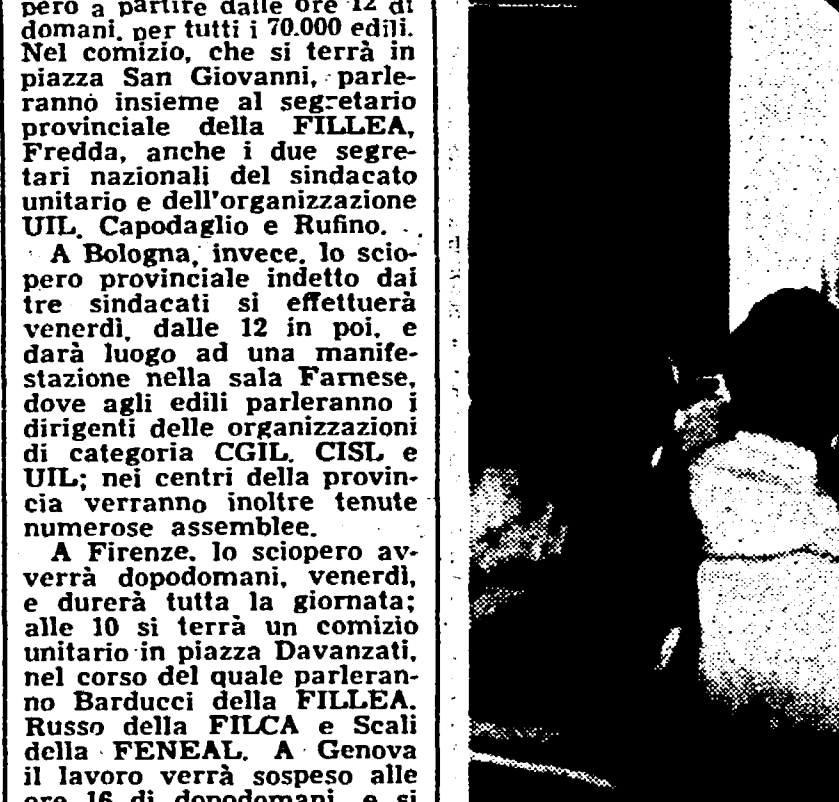 pero a partire dalle ore 12 di
domani, per tutti i 70.000 edili.
Nel comizio, che si terrà in
piazza San Giovanni, parle-
ranno insieme al segretario
provinciale della FILLEA,
Fredda, anche i due segre-
tari nazionali del sindacato
unitario e dell'organizzazione
UIL, Capodaglio e Rufino.
A Bologna, invece, lo scio-
pero provinciale indetto dai
tre sindacati si effettuerà
venerdì, dalle 12 in poi, e
darà luogo ad una manife-
stazione nella sala Farnese,
dove agli edili parleranno i
dirigenti delle organizzazioni
di categoria CGIL, CISL e
UIL; nei centri della provin-
cia verranno inoltre tenute
numerose assemblee.
A Firenze, lo sciopero av-
verrà dopodomani, venerdì,
e durerà tutta la giornata;
alle 10 si terrà un comizio
unitario in piazza Davanzati,
nel corso del quale parleran-
no Barducci della FILLEA,
Russo della FILCA e Scali
della FENEAL. A Genova
il lavoro verrà sospeso alle
ore 16 di dopodomani, e si